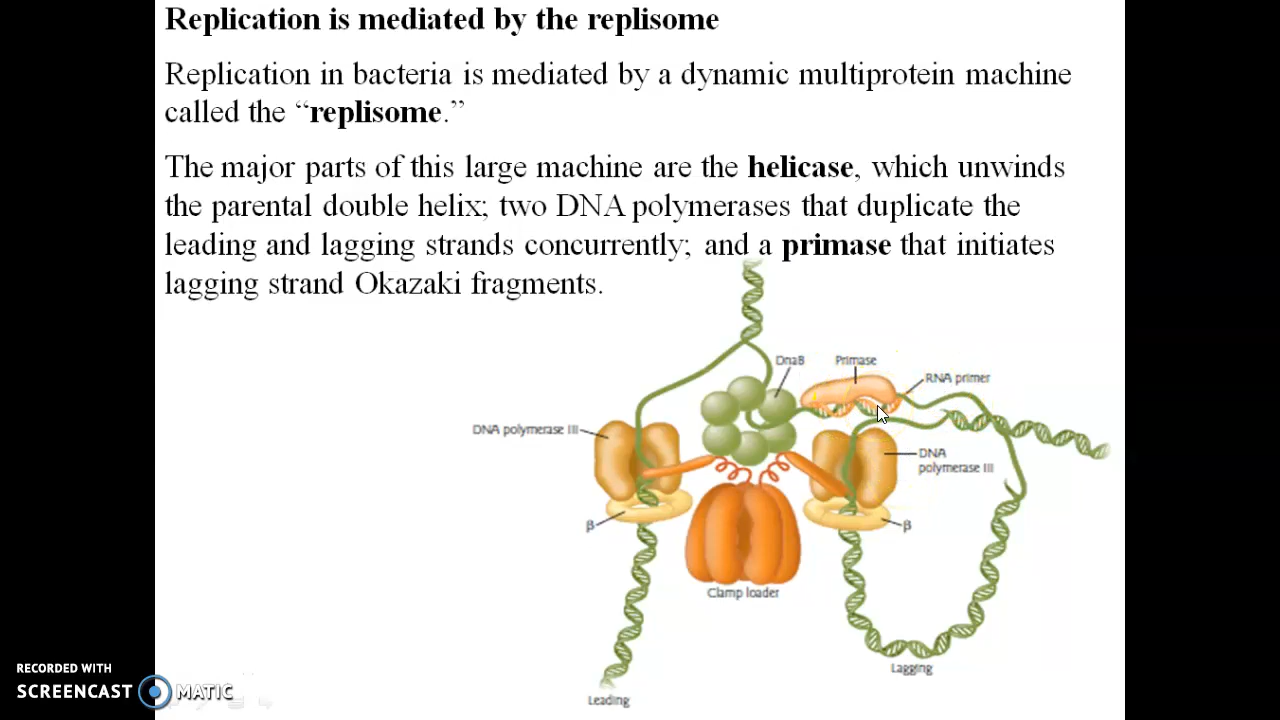 Replication is mediated by the replisome
Replication in bacteria is mediated by a dynamic multiprotein machine
called the “replisome.”
The major parts of this large machine are the helicase, which unwinds
the parental double helix; two DNA polymerases that duplicate the
leading and lagging strands concurrently; and a primase that initiates
lagging strand Okazaki fragments.
DnaB
Primase
RNA primer
DNA polymerase III
DNA
polymerase III
β
β
Clamp loader
Lagging
Leading
RECORDED WITH
SCREENCAST MATIC